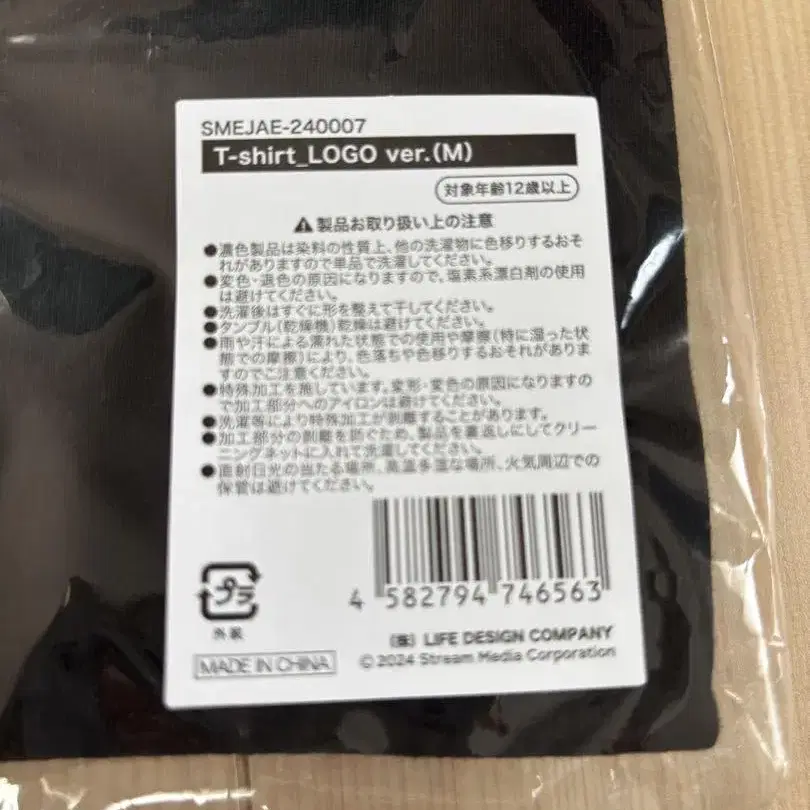 SMEJAE-240007
T-shirt_LOGO ver.(M)
対象年齢12歳以上
⚠製品お取り扱い上の注意
●濃色製品は染料の性質上、他の洗濯物に色移りするおそ
れがありますので単品で洗濯してください。
●変色・退色の原因になりますので、塩素系漂白剤の使用
は避けてください。
●洗濯後はすぐに形を整えて干してください。
●タンブル(乾燥機)乾燥は避けてください。
●雨や汗による濡れた状態での使用や摩擦(特に湿った状
態での摩擦)により、色落ちや色移りするおそれがありま
すのでご注意ください。
●特殊加工を施しています。変形・変色の原因になりますの
で加工部分へのアイロンは避けてください。
●洗濯等により特殊加工が剥離することがあります。
●加工部分の剥離を防ぐため、製品を裏返しにしてクリー
ニングネットに入れて洗濯してください。
●直射日光の当たる場所、高温多湿な場所、火気周辺での
保管は避けてください。
プラ
外装
4 582794 746563
(株) LIFE DESIGN COMPANY
MADE IN CHINA
©2024 Stream Media Corporation